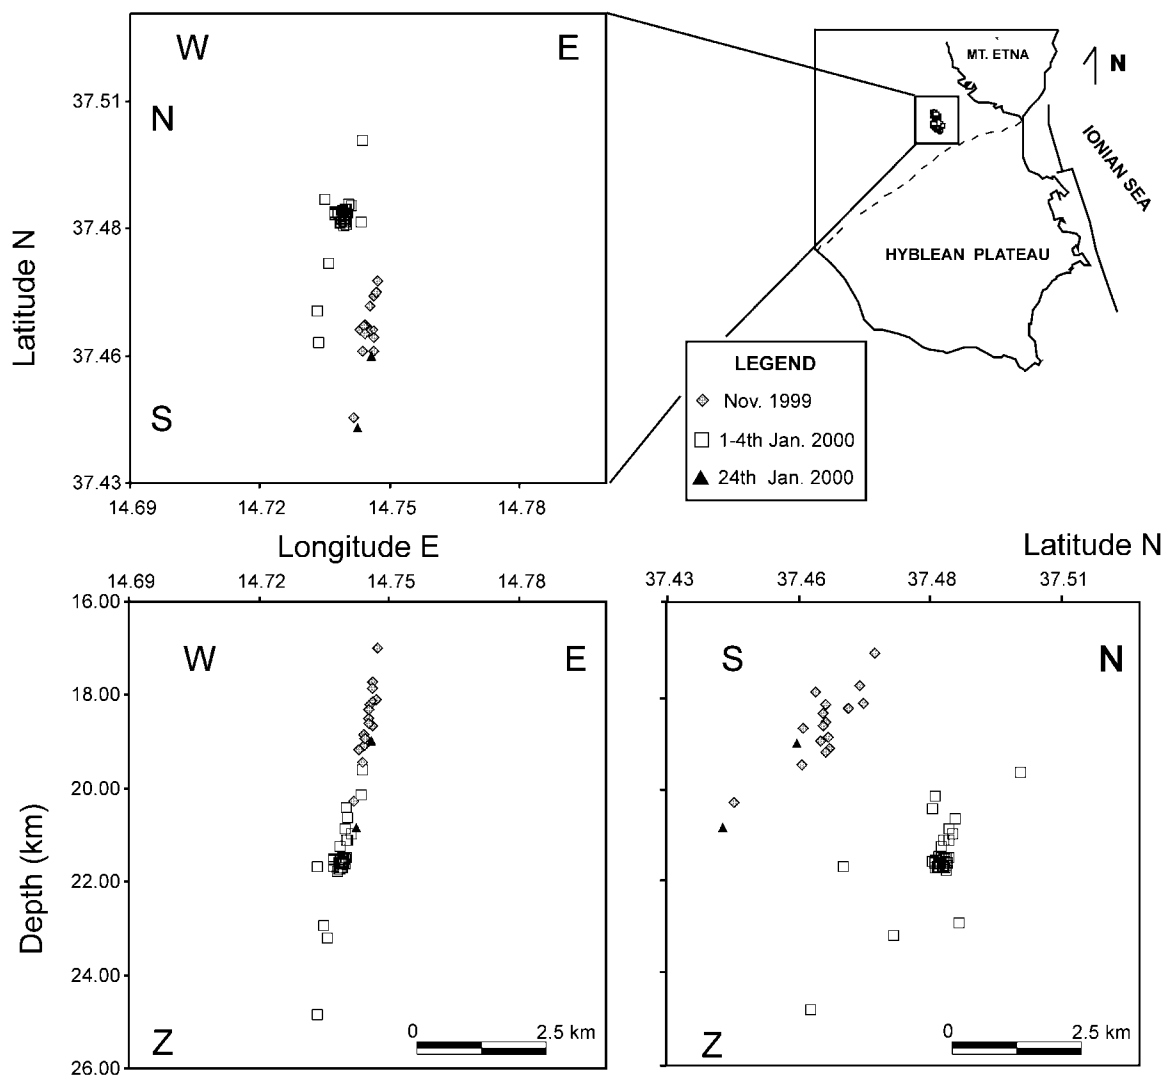 W
E
N
S
37.51
37.48
37.46
37.43
Latitude N
14.69
14.72
14.75
14.78
MT. ETNA
N
IONIAN SEA
HYBLEAN PLATEAU
LEGEND
Nov. 1999
1-4th Jan. 2000
24th Jan. 2000
Longitude E
14.69
14.72
14.75
14.78
16.00
18.00
20.00
22.00
24.00
26.00
Depth (km)
W
E
Z
0
2.5 km
Latitude N
37.43
37.46
37.48
37.51
S
N
Z
0
2.5 km